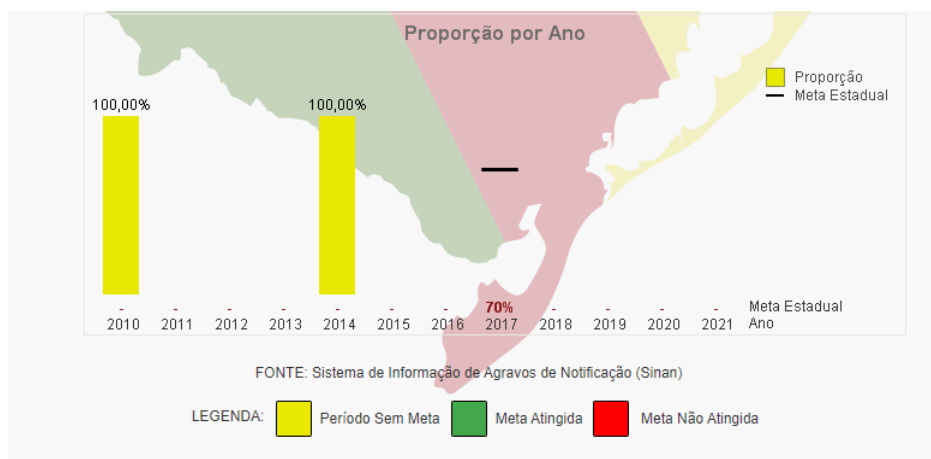 Proporção por Ano
Proporção
Meta Estadual
100,00% 100,00%
- - - - - - - 70% - - - - Meta Estadual
2010 2011 2012 2013 2014 2015 2016 2017 2018 2019 2020 2021 Ano
FONTE: Sistema de Informação de Agravos de Notificação (Sinan)
LEGENDA: Período Sem Meta Meta Atingida Meta Não Atingida